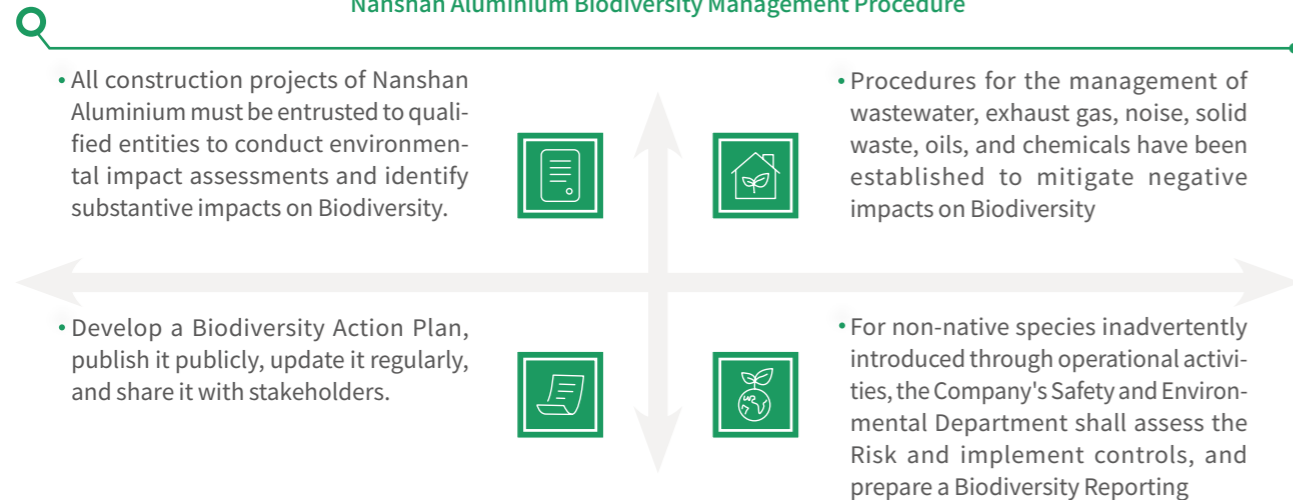 Nanshan Aluminium Biodiversity Management Procedure
• All construction projects of Nanshan
Aluminium must be entrusted to quali-
fied entities to conduct environmen-
tal impact assessments and identify
substantive impacts on Biodiversity.
• Procedures for the management of
wastewater, exhaust gas, noise, solid
waste, oils, and chemicals have been
established to mitigate negative
impacts on Biodiversity
• Develop a Biodiversity Action Plan,
publish it publicly, update it regularly,
and share it with stakeholders.
• For non-native species inadvertently
introduced through operational activi-
ties, the Company's Safety and Environ-
mental Department shall assess the
Risk and implement controls, and
prepare a Biodiversity Reporting